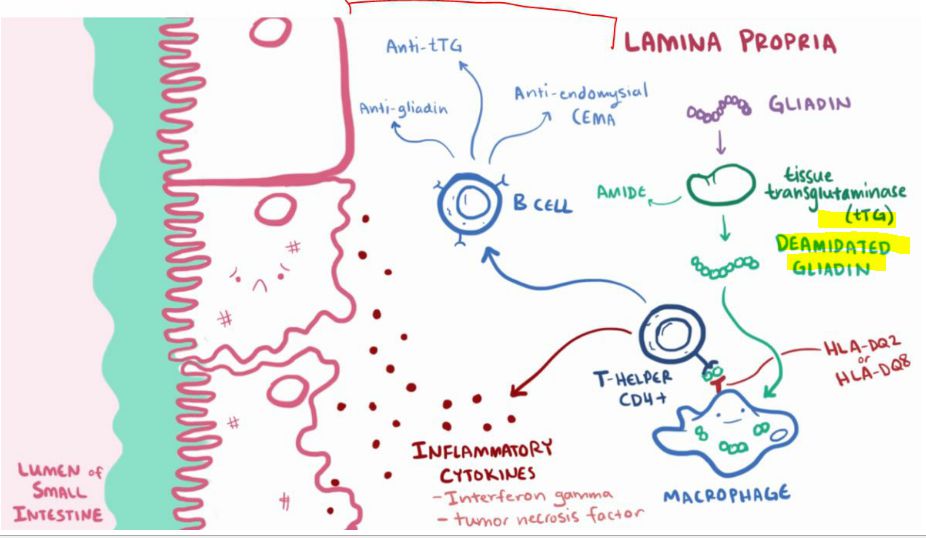 LAMINA PROPRIA
Anti-tTG
Anti-gliadin
Anti-endomysial
CEMA
B CELL
GLIADIN
AMIDE
tissue
transglutaminase
(tTG)
DEAMIDATED
GLIADIN
HLA-DQ2
or
HLA-DQ8
T-HELPER
CD4+
MACROPHAGE
INFLAMMATORY
CYTOKINES
- Interferon gamma
- tumor necrosis factor
LUMEN of
SMALL
INTESTINE